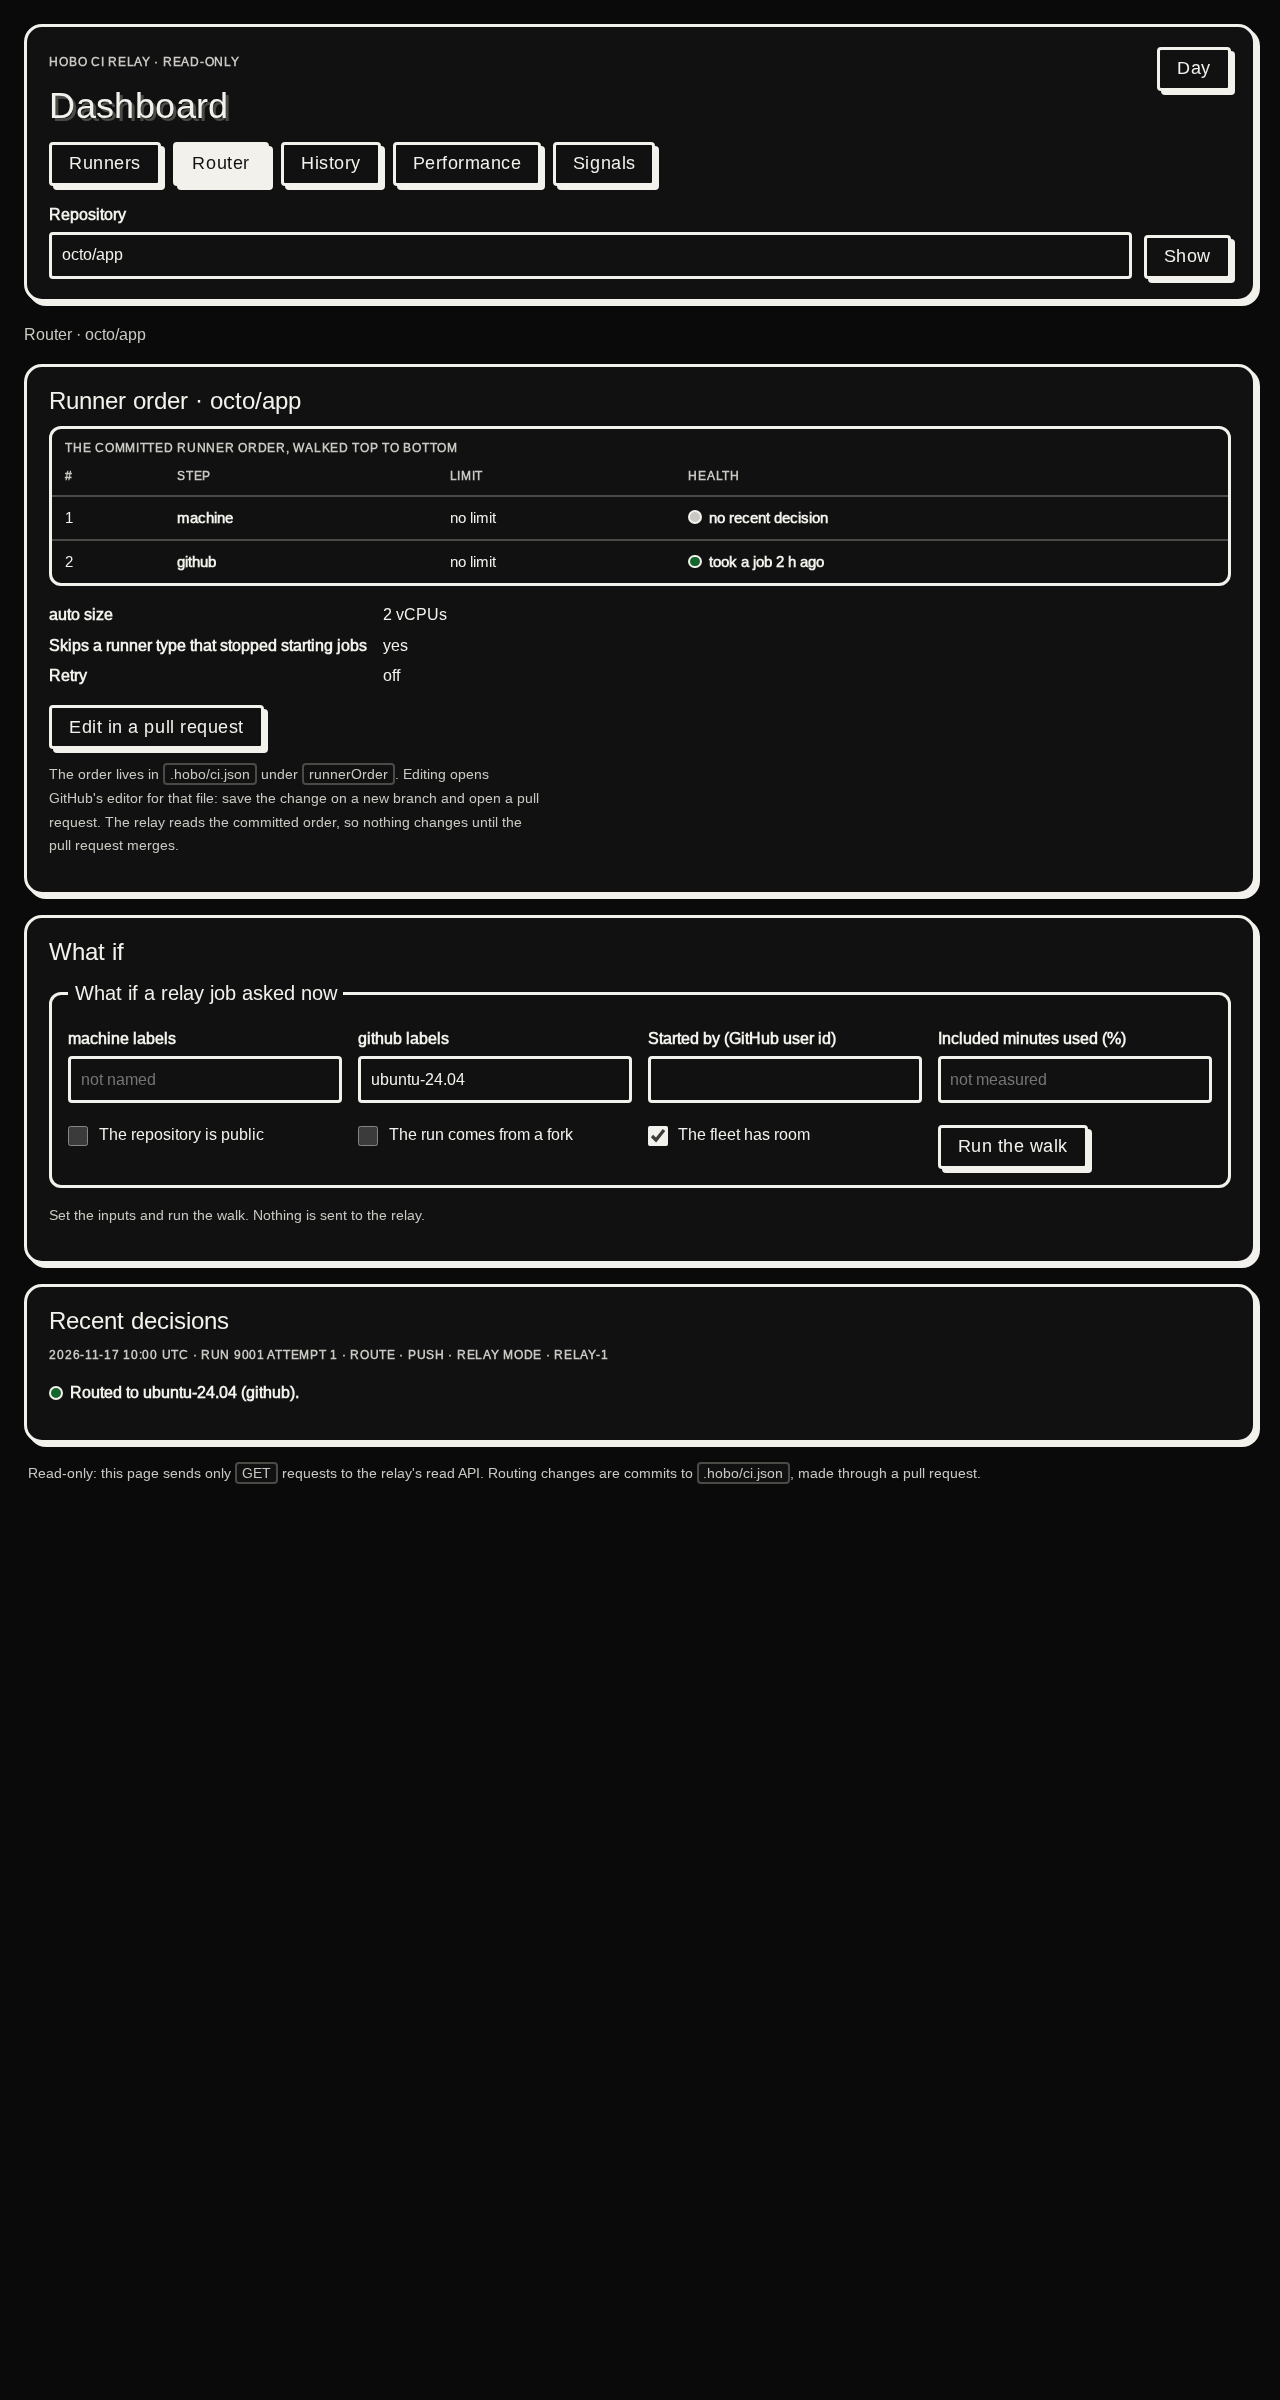 HOBO CI RELAY · READ-ONLY
Day
Dashboard
Runners Router History Performance Signals
Repository
octo/app
Show
Router · octo/app
Runner order · octo/app
THE COMMITTED RUNNER ORDER, WALKED TOP TO BOTTOM
# STEP LIMIT HEALTH
1 machine no limit no recent decision
2 github no limit took a job 2 h ago
auto size 2 vCPUs
Skips a runner type that stopped starting jobs yes
Retry off
Edit in a pull request
The order lives in .hobo/ci.json under runnerOrder. Editing opens
GitHub's editor for that file: save the change on a new branch and open a pull
request. The relay reads the committed order, so nothing changes until the
pull request merges.
What if
What if a relay job asked now
machine labels github labels Started by (GitHub user id) Included minutes used (%)
not named ubuntu-24.04 not measured
The repository is public The run comes from a fork The fleet has room Run the walk
Set the inputs and run the walk. Nothing is sent to the relay.
Recent decisions
2026-11-17 10:00 UTC · RUN 9001 ATTEMPT 1 · ROUTE · PUSH · RELAY MODE · RELAY-1
Routed to ubuntu-24.04 (github).
Read-only: this page sends only GET requests to the relay's read API. Routing changes are commits to .hobo/ci.json, made through a pull request.